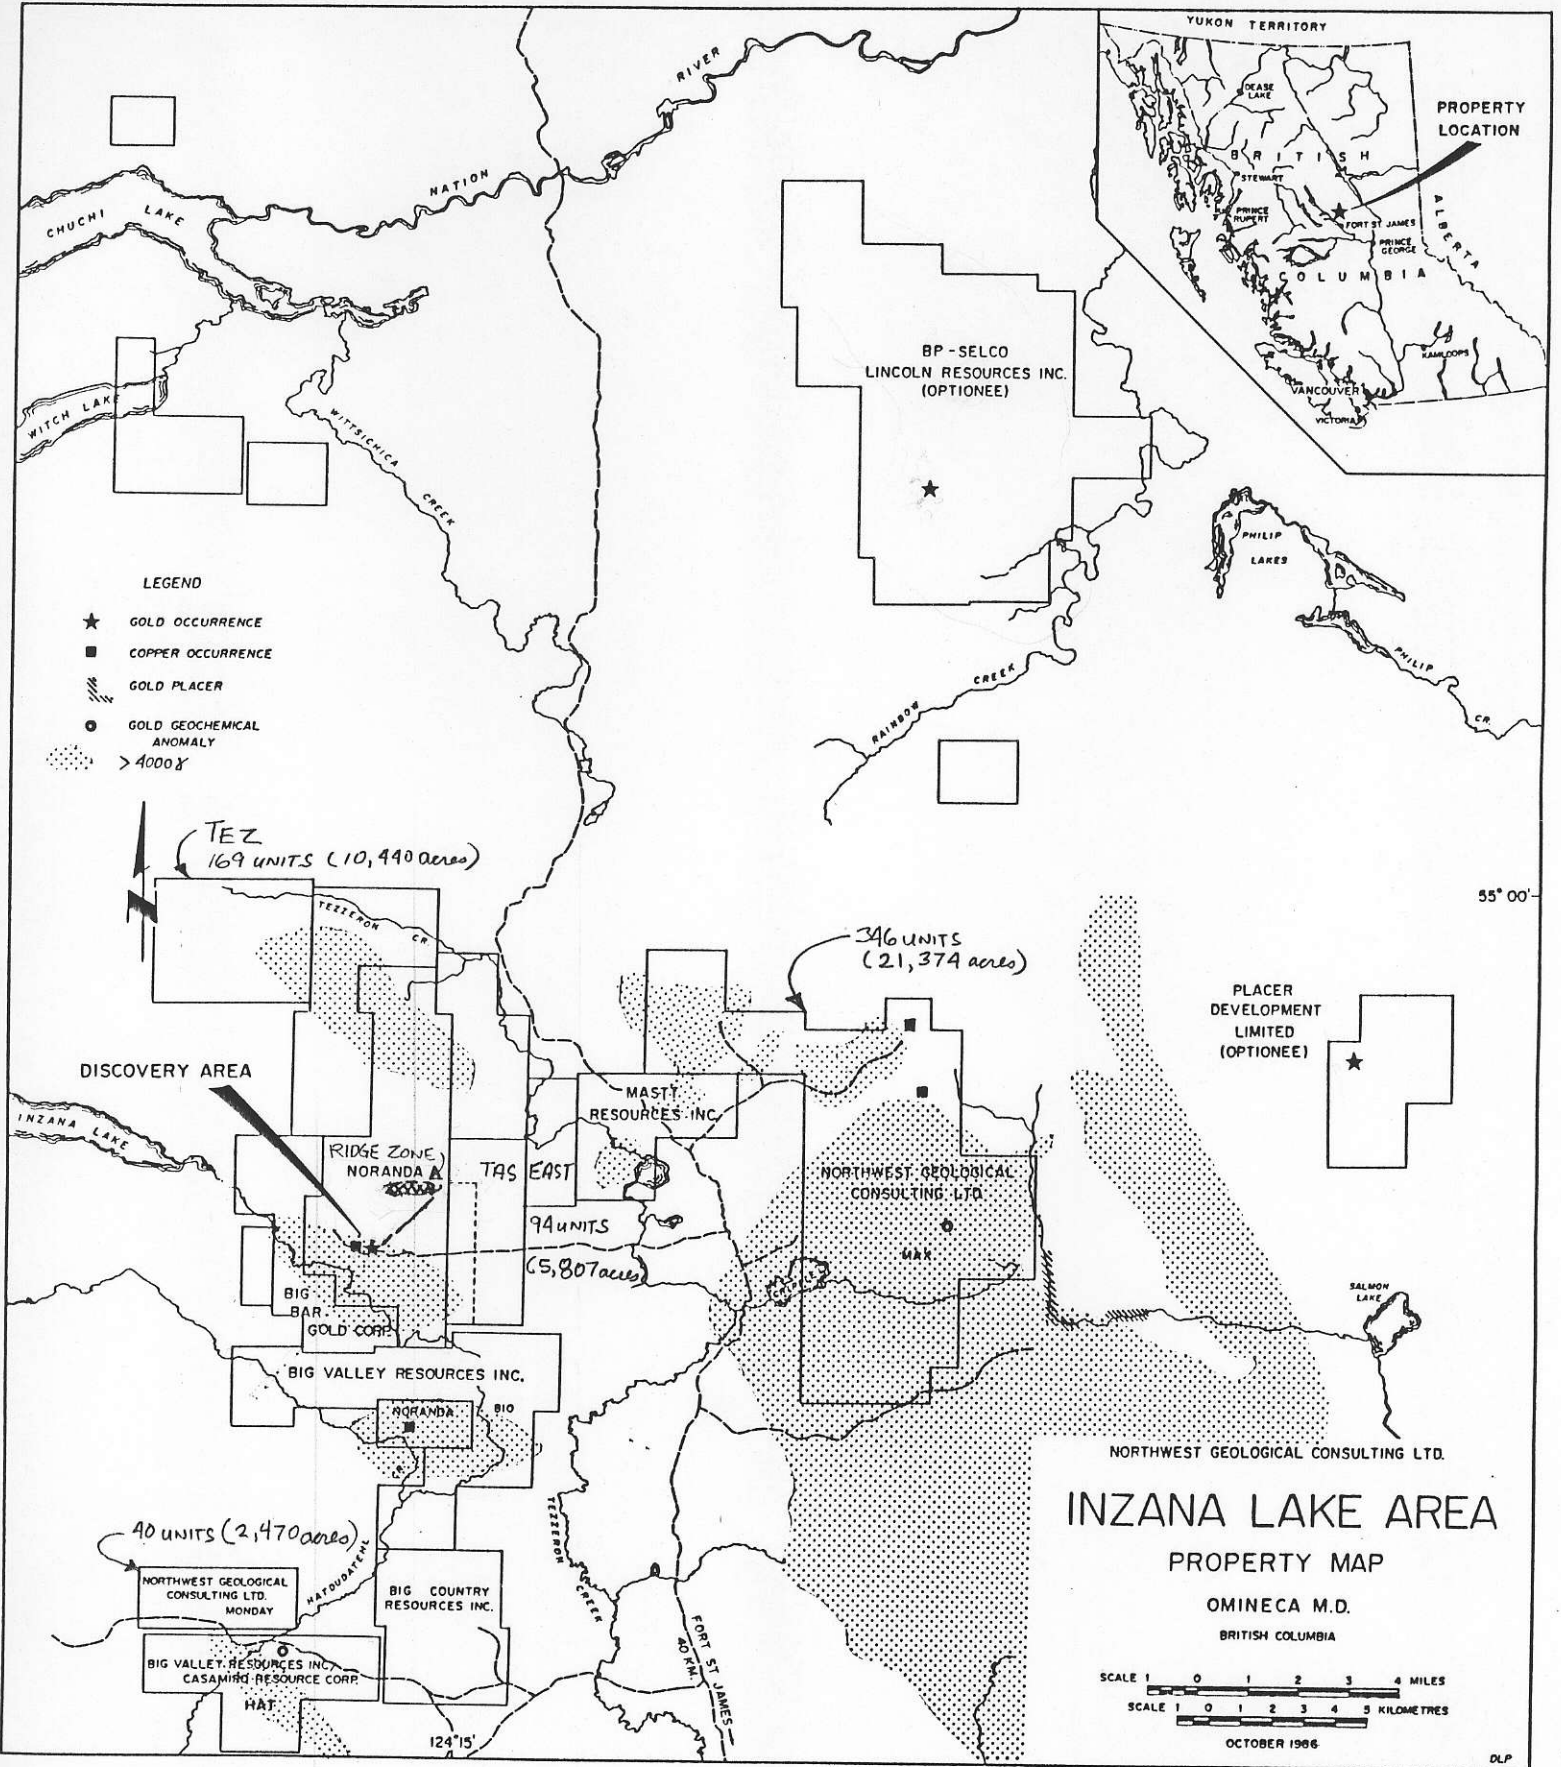 YUKON TERRITORY
DEASE
LAKE
PROPERTY
LOCATION
BRITISH
STEWART
PRINCE
RUPERT
FORT ST JAMES
PRINCE
GEORGE
ALBERTA
COLUMBIA
KAMLOOPS
VANCOUVER
VICTORIA
NATION RIVER
CHUCHI LAKE
WITCH LAKE
WITTSICHICA CREEK
BP-SELCO
LINCOLN RESOURCES INC.
(OPTIONEE)
PHILIP
LAKES
PHILIP CR.
RAINBOW CREEK
LEGEND
GOLD OCCURRENCE
COPPER OCCURRENCE
GOLD PLACER
GOLD GEOCHEMICAL
ANOMALY
> 4000 γ
TEZ
169 UNITS (10,440 acres)
TEZZERON CR.
55° 00'
346 UNITS
(21,374 acres)
PLACER
DEVELOPMENT
LIMITED
(OPTIONEE)
DISCOVERY AREA
INZANA LAKE
MASTT
RESOURCES INC.
RIDGE ZONE
NORANDA A
TAS EAST
94 UNITS
(5,807 acres)
NORTHWEST GEOLOGICAL
CONSULTING LTD.
MAX
CRIPPLE
SALMON
LAKE
BIG
BAR
GOLD CORP.
BIG VALLEY RESOURCES INC.
NORANDA
BIO
CR.
40 UNITS (2,470 acres)
HATDUDATEHL
NORTHWEST GEOLOGICAL
CONSULTING LTD.
MONDAY
BIG COUNTRY
RESOURCES INC.
TEZZERON CREEK
BIG VALLEY RESOURCES INC./
CASAMIRO RESOURCE CORP.
HAT
FORT ST JAMES
40 KM.
124°15'
NORTHWEST GEOLOGICAL CONSULTING LTD.
INZANA LAKE AREA
PROPERTY MAP
OMINECA M.D.
BRITISH COLUMBIA
SCALE 1 0 1 2 3 4 MILES
SCALE 1 0 1 2 3 4 5 KILOMETRES
OCTOBER 1986
DLP